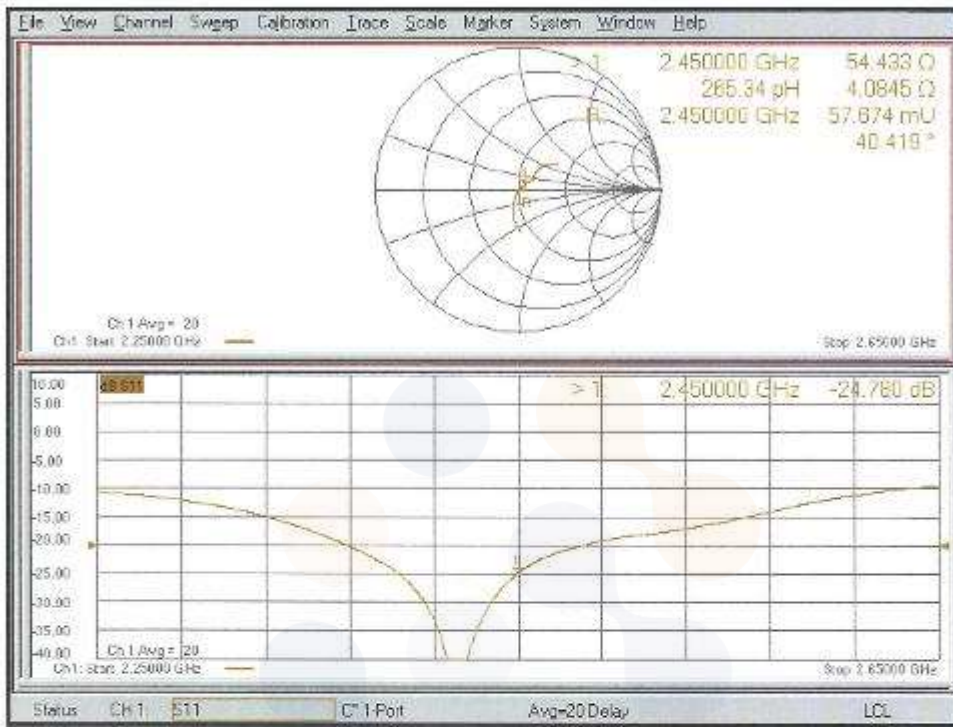 File View Channel Sweep Calibration Trace Scale Marker System Window Help
> 1: 2.450000 GHz 54.433 Ω
265.34 pH 4.0845 Ω
R: 2.450000 GHz 57.674 mU
40.419 °
Ch 1 Avg = 20
Ch1: Start 2.25000 GHz
Stop 2.65000 GHz
10.00 dB S11
> 1: 2.450000 GHz -24.780 dB
5.00
0.00
-5.00
-10.00
-15.00
-20.00
-25.00
-30.00
-35.00
-40.00
Ch 1 Avg = 20
Ch1: Start 2.25000 GHz
Stop 2.65000 GHz
Status CH 1: S11 C* 1-Port Avg=20 Delay LCL